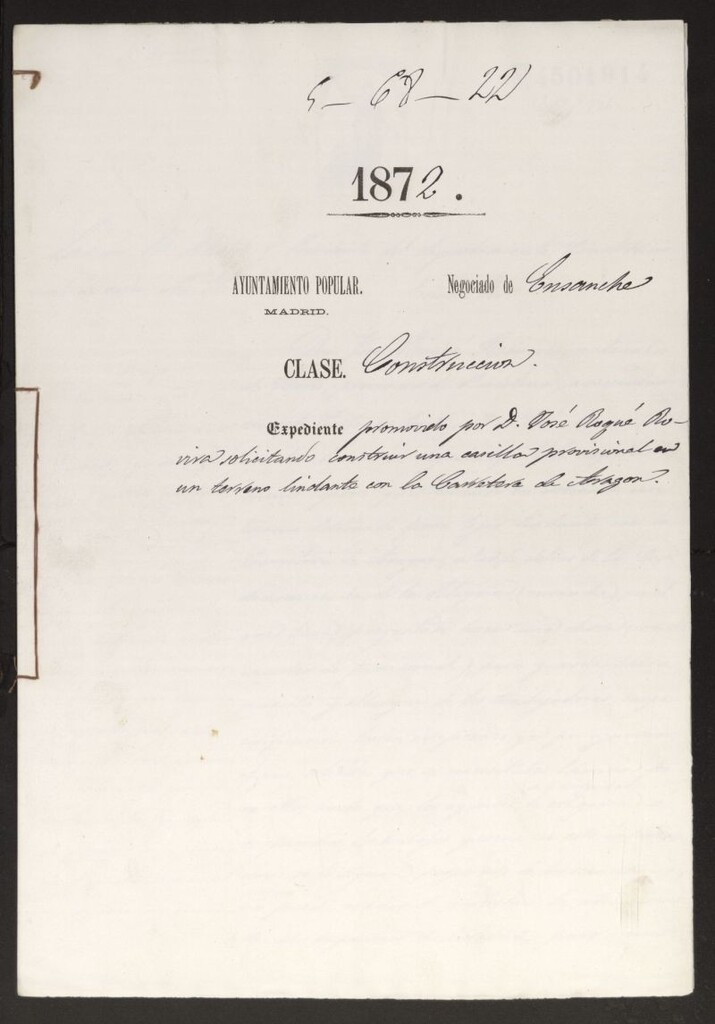 5-68-22
1872.
AYUNTAMIENTO POPULAR.
MADRID.
Negociado de Ensanche
CLASE. Construccion.
Expediente promovido por D. José Roqué Ro-
vira solicitando construir una casilla provisional en
un terreno lindante con la Carretera de Aragon.